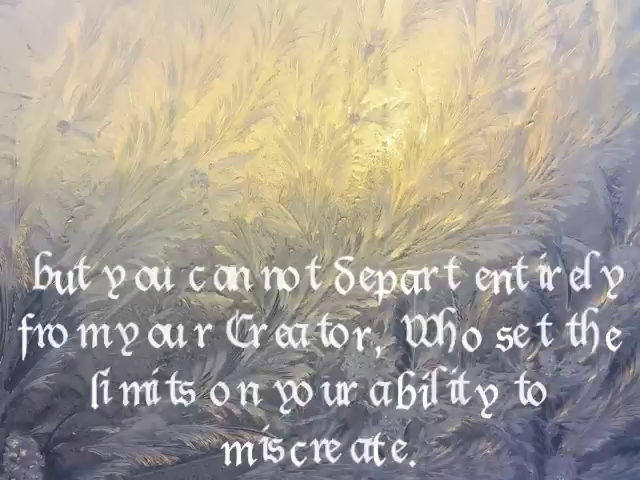 but you cannot depart entirely
from your Creator, Who set the
limits on your ability to
miscreate.